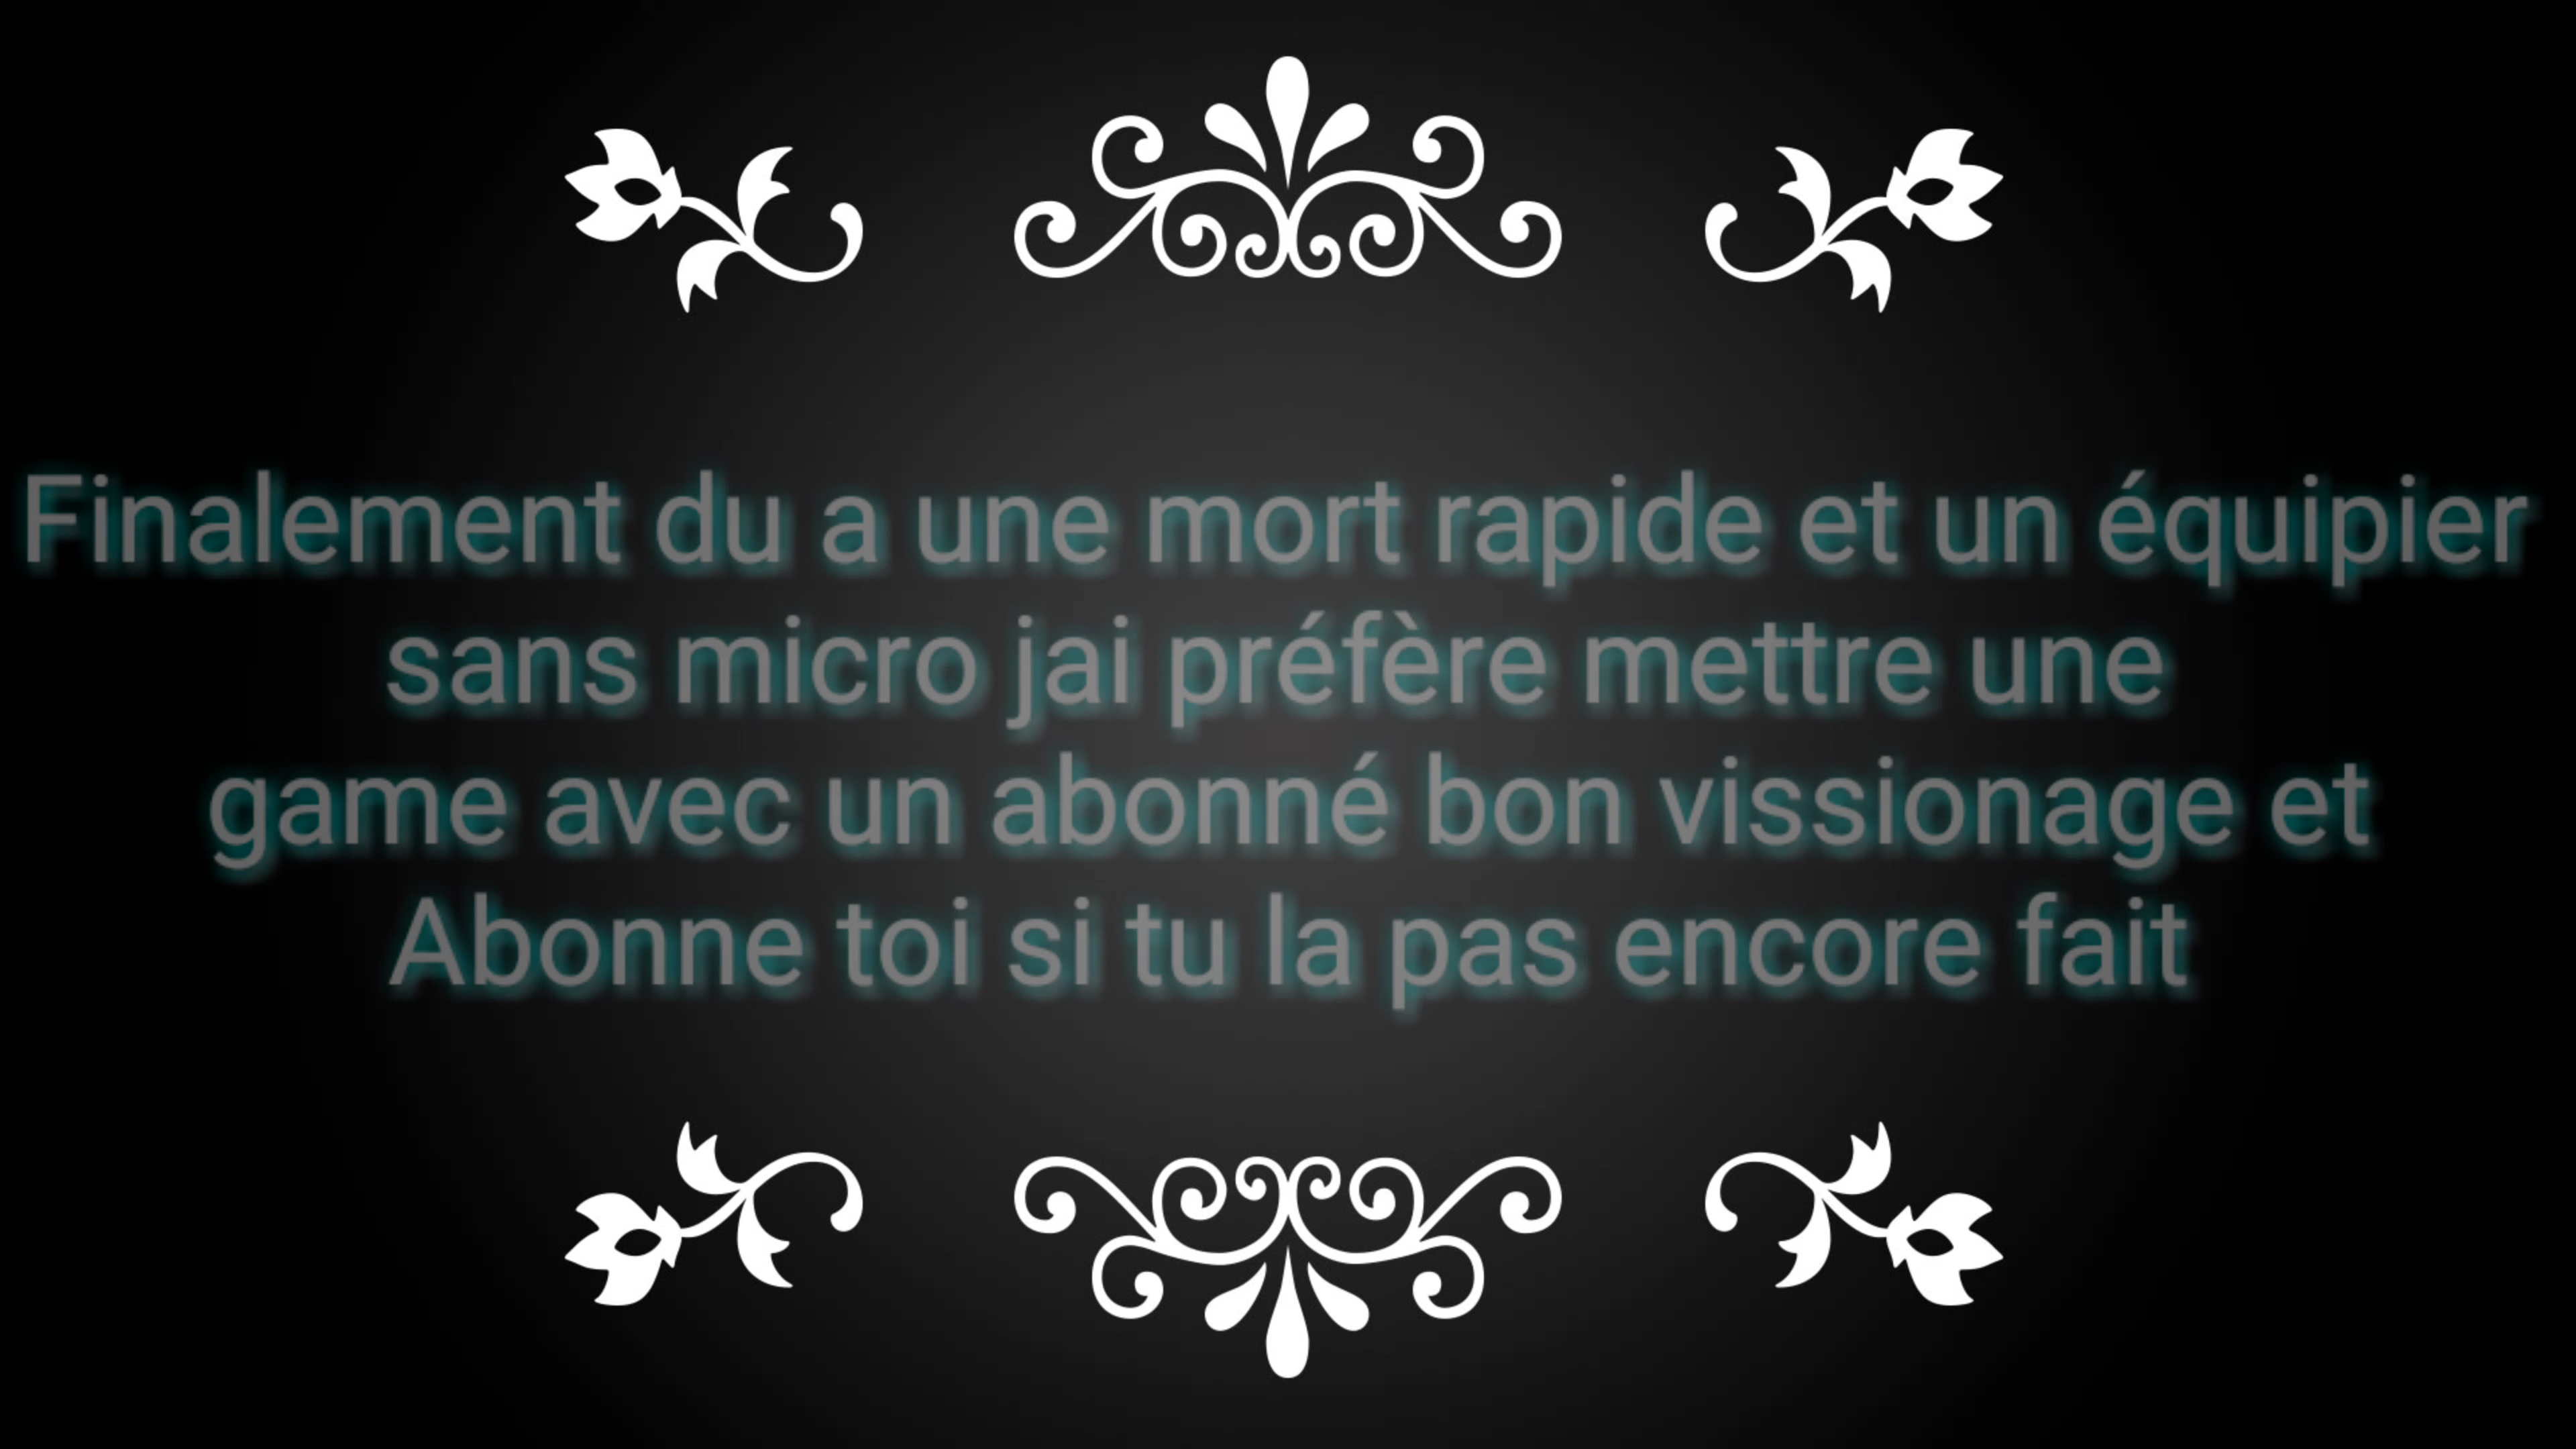 Finalement du a une mort rapide et un équipier
sans micro jai préfère mettre une
game avec un abonné bon vissionage et
Abonne toi si tu la pas encore fait